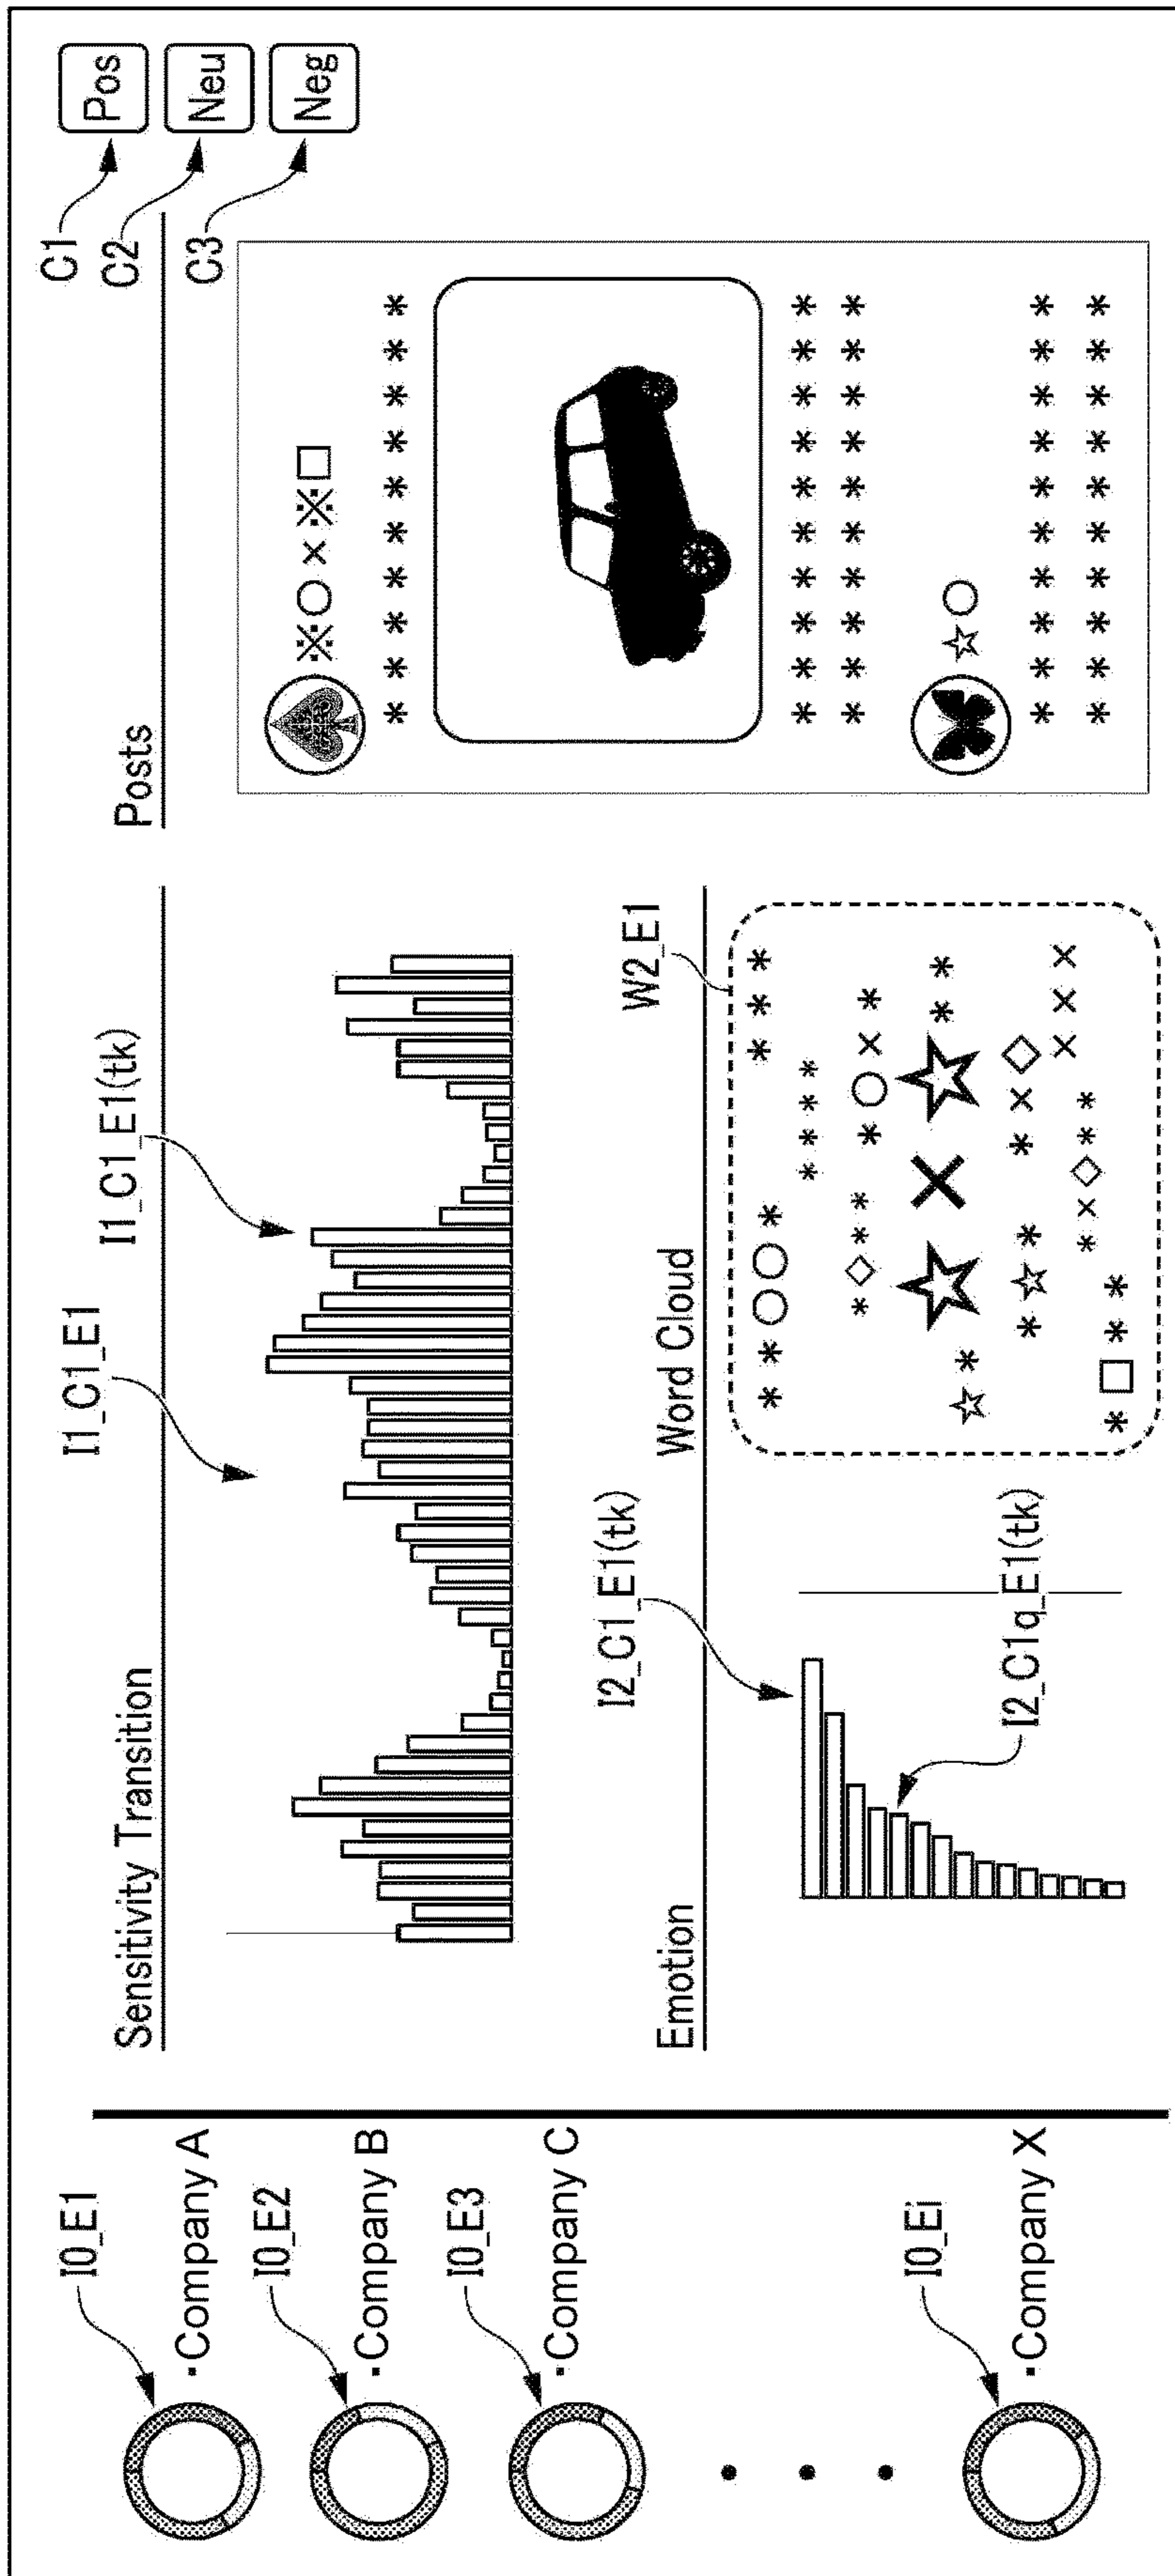 C1
Pos
C2
Neu
C3
Neg
I0_E1
・Company A
I0_E2
・Company B
I0_E3
・Company C
I0_Ei
・Company X
Sensitivity Transition
I1_C1_E1
I1_C1_E1(tk)
Emotion
I2_C1_E1(tk)
I2_C1q_E1(tk)
Word Cloud
W2_E1
* * ○ ○ *
* * *
* * * *
* ◇ * *
* ○ × *
☆ × ☆
☆ *
* *
* ☆ *
* × ◇
× × ×
* × ◇ * *
* □ * *
Posts
※ ○ × ※ □
* * * * * * * * * *
* * * * * * * * * *
* * * * * * * * * *
☆ ○
* * * * * * * * * *
* * * * * * * * * *